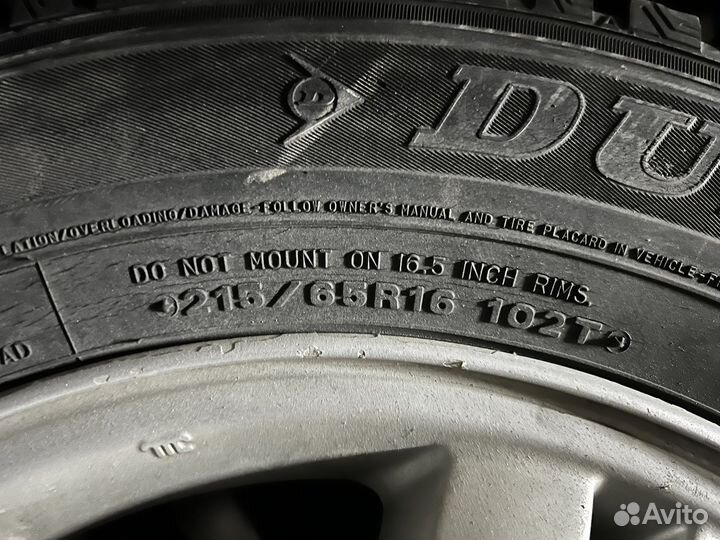 DU
LATION/OVERLOADING/DAMAGE-FOLLOW OWNER'S MANUAL AND TIRE PLACARD IN VEHICLE-F
DO NOT MOUNT ON 16.5 INCH RIMS.
215/65R16 102T
AD
Avito